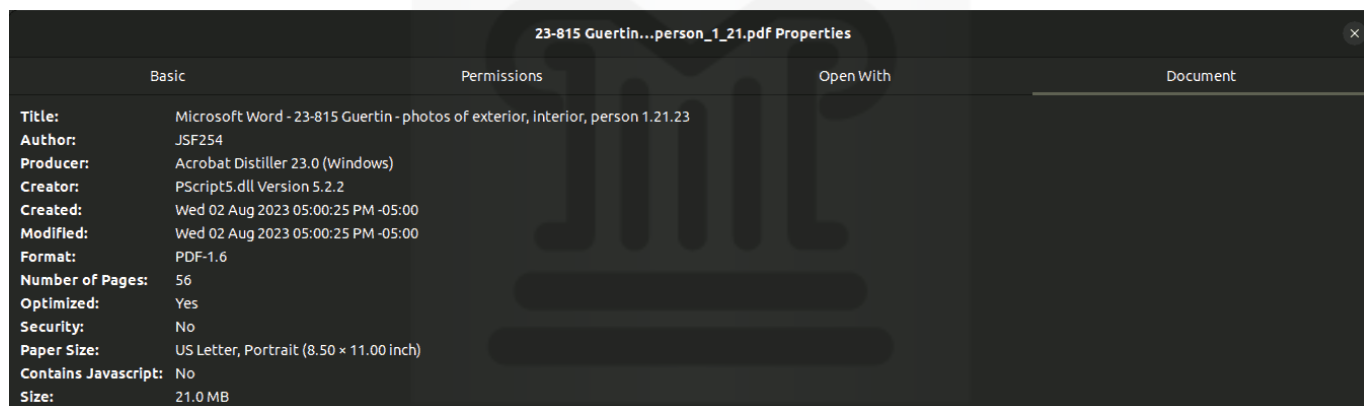 23-815 Guertin...person_1_21.pdf Properties
Basic Permissions Open With Document
Title: Microsoft Word - 23-815 Guertin - photos of exterior, interior, person 1.21.23
Author: JSF254
Producer: Acrobat Distiller 23.0 (Windows)
Creator: PScript5.dll Version 5.2.2
Created: Wed 02 Aug 2023 05:00:25 PM -05:00
Modified: Wed 02 Aug 2023 05:00:25 PM -05:00
Format: PDF-1.6
Number of Pages: 56
Optimized: Yes
Security: No
Paper Size: US Letter, Portrait (8.50 × 11.00 inch)
Contains Javascript: No
Size: 21.0 MB